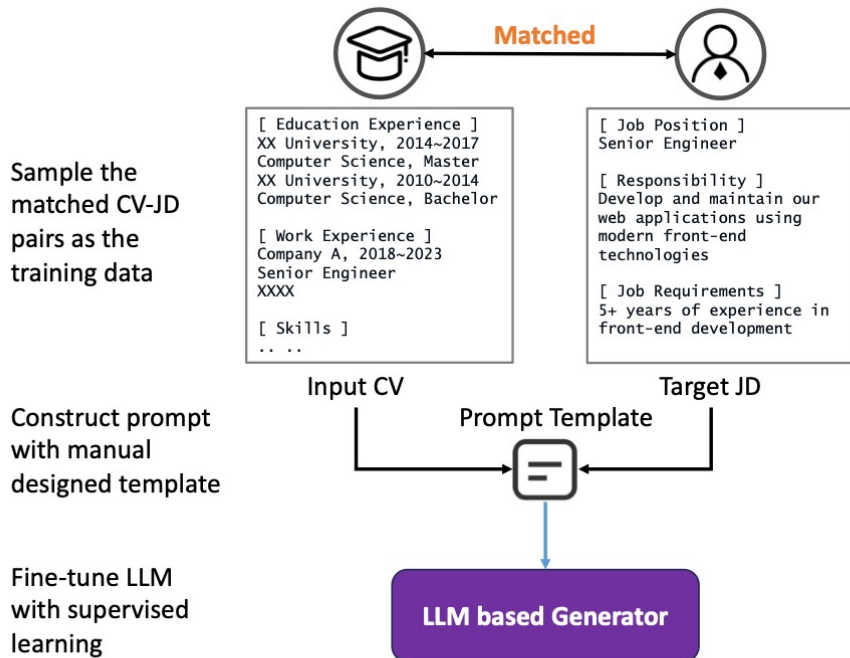 Matched
[ Education Experience ]
XX University, 2014~2017
Computer Science, Master
XX University, 2010~2014
Computer Science, Bachelor
[ Work Experience ]
Company A, 2018~2023
Senior Engineer
XXXX
[ Skills ]
.. ..
[ Job Position ]
Senior Engineer
[ Responsibility ]
Develop and maintain our
web applications using
modern front-end
technologies
[ Job Requirements ]
5+ years of experience in
front-end development
Sample the
matched CV-JD
pairs as the
training data
Input CV
Target JD
Construct prompt
with manual
designed template
Prompt Template
Fine-tune LLM
with supervised
learning
LLM based Generator